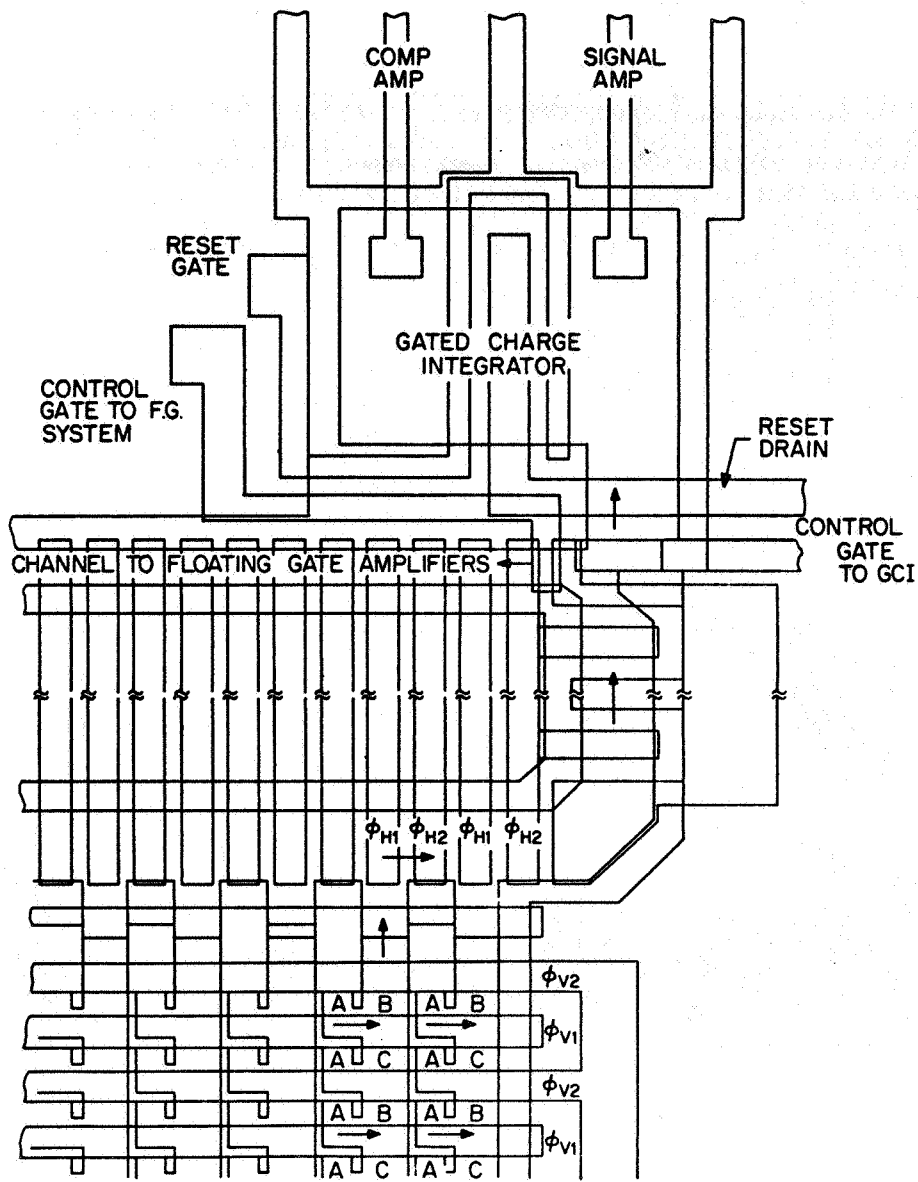 COMP
AMP
SIGNAL
AMP
RESET
GATE
GATED CHARGE
INTEGRATOR
CONTROL
GATE TO F.G.
SYSTEM
RESET
DRAIN
CONTROL
GATE
TO GCI
CHANNEL TO FLOATING GATE AMPLIFIERS
ϕH1 ϕH2 ϕH1 ϕH2
ϕV2
A B A B
ϕV1
A C A C
ϕV2
A B A B
ϕV1
A C A C